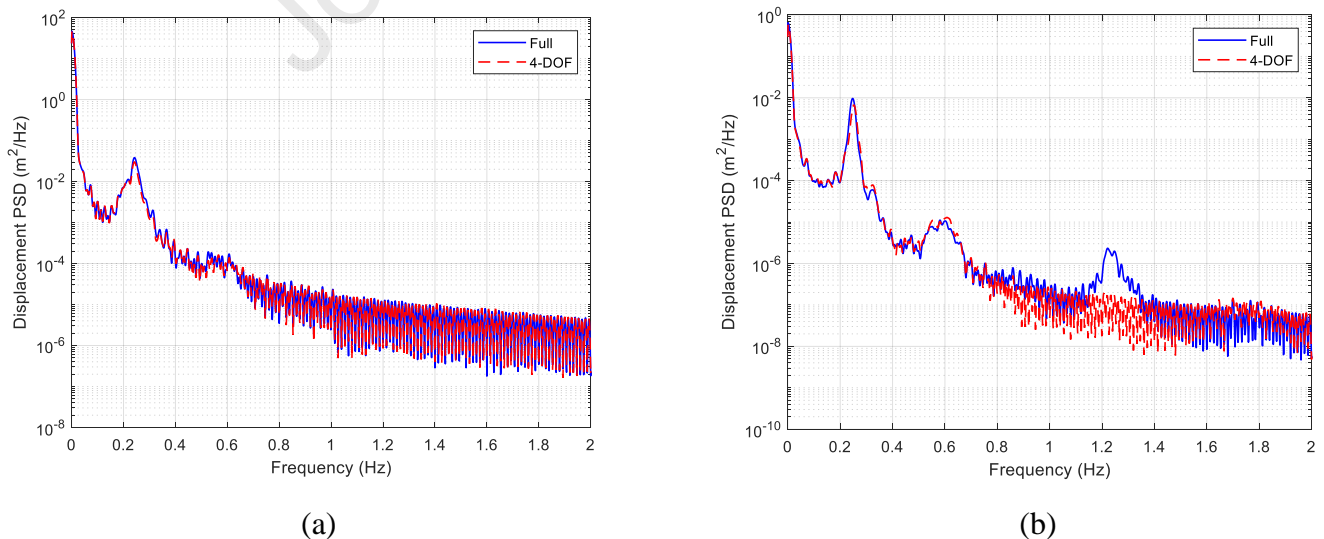 Jo
10^2
10^0
10^-2
10^-4
10^-6
10^-8
0 0.2 0.4 0.6 0.8 1 1.2 1.4 1.6 1.8 2
Displacement PSD (m^2/Hz)
Frequency (Hz)
Full
4-DOF
(a)
10^0
10^-2
10^-4
10^-6
10^-8
10^-10
0 0.2 0.4 0.6 0.8 1 1.2 1.4 1.6 1.8 2
Displacement PSD (m^2/Hz)
Frequency (Hz)
Full
4-DOF
(b)